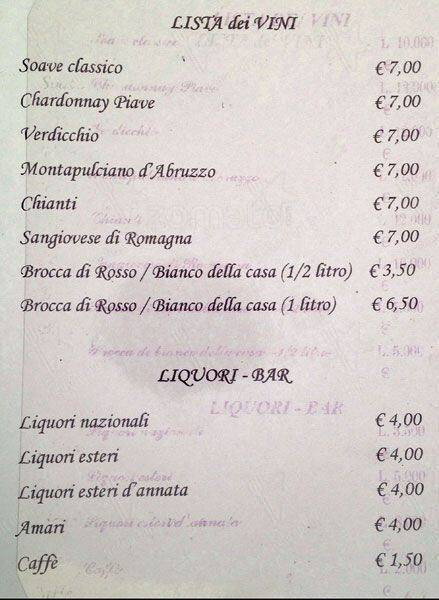 LISTA dei VINI
Soave classico € 7,00
Chardonnay Piave € 7,00
Verdicchio € 7,00
Montapulciano d'Abruzzo € 7,00
Chianti € 7,00
Sangiovese di Romagna € 7,00
Brocca di Rosso / Bianco della casa (1/2 litro) € 3,50
Brocca di Rosso / Bianco della casa (1 litro) € 6,50
LIQUORI - BAR
Liquori nazionali € 4,00
Liquori esteri € 4,00
Liquori esteri d'annata € 4,00
Amari € 4,00
Caffè € 1,50